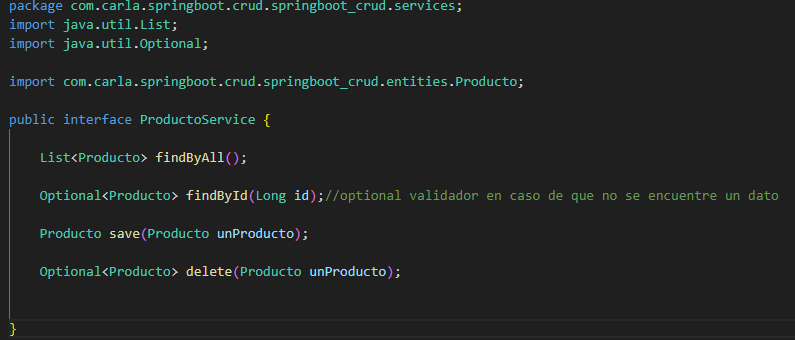 package com.carla.springboot.crud.springboot_crud.services;
import java.util.List;
import java.util.Optional;
import com.carla.springboot.crud.springboot_crud.entities.Producto;
public interface ProductoService {
List<Producto> findByAll();
Optional<Producto> findById(Long id);//optional validador en caso de que no se encuentre un dato
Producto save(Producto unProducto);
Optional<Producto> delete(Producto unProducto);
}